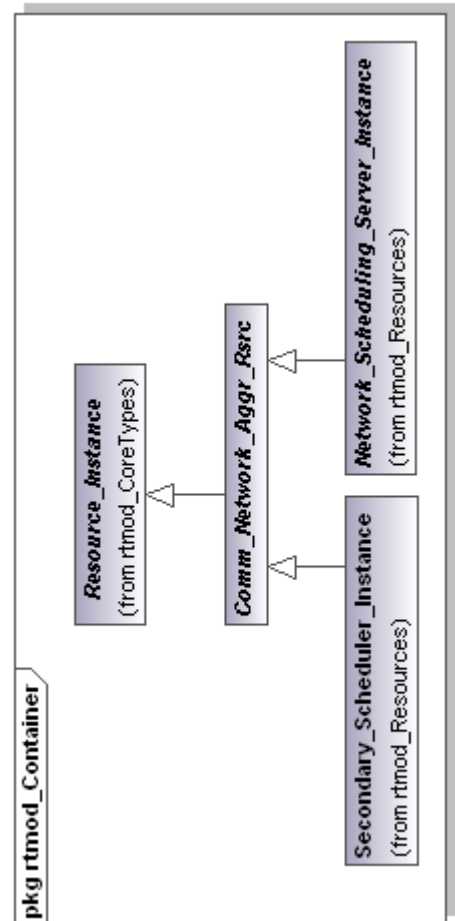 pkg rtmod_Container
Resource_Instance
(from rtmod_CoreTypes)
Comm_Network_Aggr_Rsrc
Secondary_Scheduler_Instance
(from rtmod_Resources)
Network_Scheduling_Server_Instance
(from rtmod_Resources)